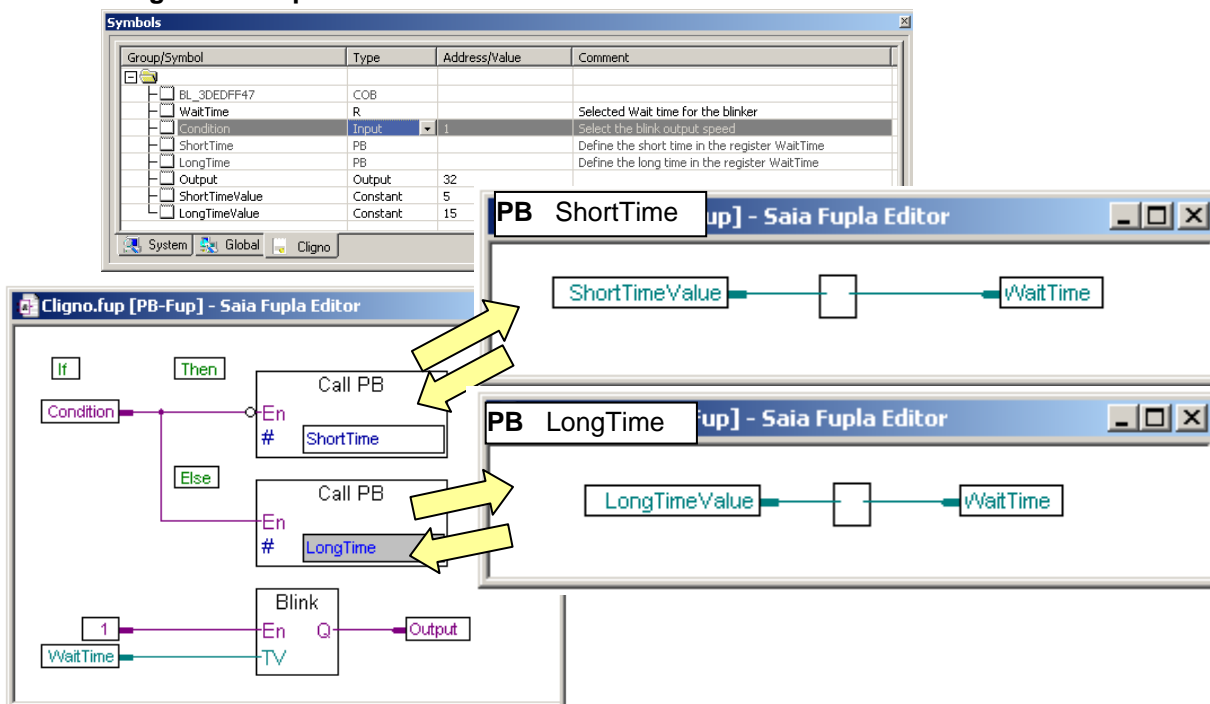 Symbols
Group/Symbol Type Address/Value Comment
BL_3DEDFF47 COB
WaitTime R Selected Wait time for the blinker
Condition Input 1 Select the blink output speed
ShortTime PB Define the short time in the register WaitTime
LongTime PB Define the long time in the register WaitTime
Output Output 32
ShortTimeValue Constant 5
LongTimeValue Constant 15
System Global Cligno
PB ShortTime up] - Saia Fupla Editor
ShortTimeValue WaitTime
Cligno.fup [PB-Fup] - Saia Fupla Editor
If Then
Call PB
Condition En
# ShortTime
Else
Call PB
En
# LongTime
Blink
1 En Q Output
WaitTime TV
PB LongTime up] - Saia Fupla Editor
LongTimeValue WaitTime